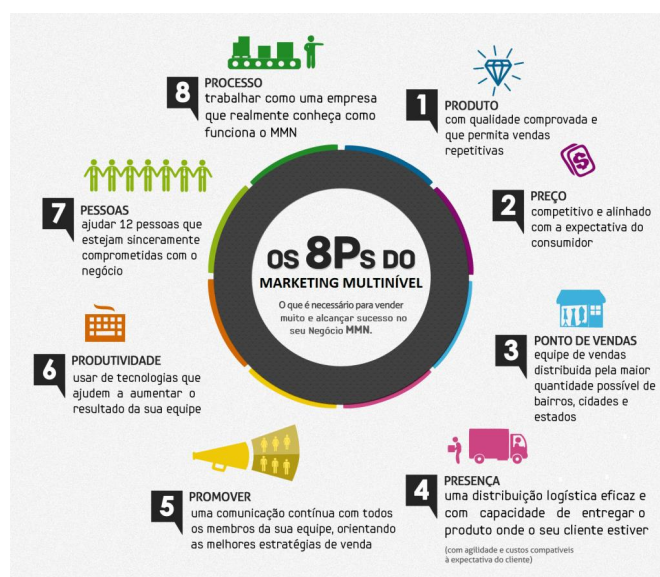 OS 8Ps DO
MARKETING MULTINÍVEL
O que é necessário para vender
muito e alcançar sucesso no
seu Negócio MMN.
1
PRODUTO
com qualidade comprovada e
que permita vendas
repetitivas
$
2
PREÇO
competitivo e alinhado
com a expectativa do
consumidor
3
PONTO DE VENDAS
equipe de vendas
distribuida pela maior
quantidade possível de
bairros, cidades e
estados
4
PRESENÇA
uma distribuição logística eficaz e
com capacidade de entregar o
produto onde o seu cliente estiver
(com agilidade e custos compatíveis
à expectativa do cliente)
5
PROMOVER
uma comunicação contínua com todos
os membros da sua equipe, orientando
as melhores estratégias de venda
6
PRODUTIVIDADE
usar de tecnologias que
ajudem a aumentar o
resultado da sua equipe
7
PESSOAS
ajudar 12 pessoas que
estejam sinceramente
comprometidas com o
negócio
8
PROCESSO
trabalhar como uma empresa
que realmente conheça como
funciona o MMN